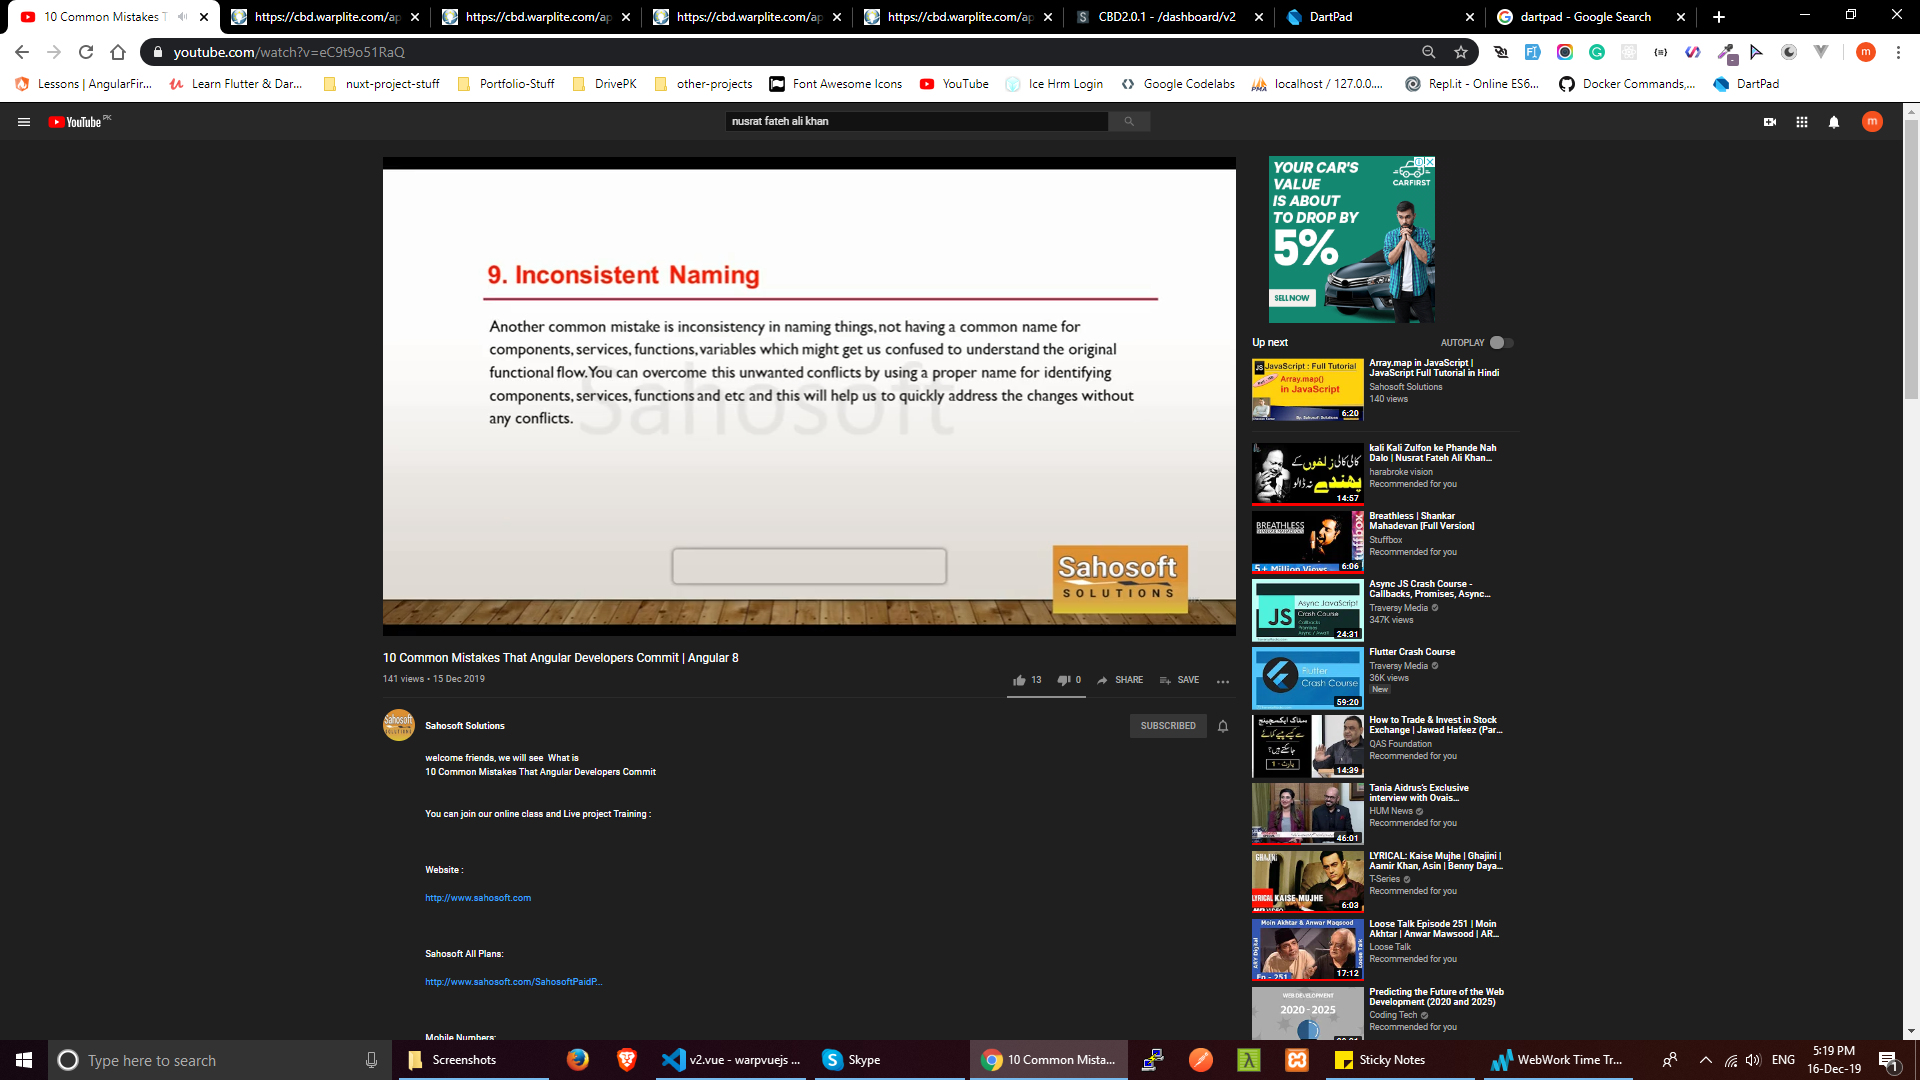 10 Common Mistakes T
https://cbd.warplite.com/ap
https://cbd.warplite.com/ap
https://cbd.warplite.com/ap
https://cbd.warplite.com/ap
CBD2.0.1 - /dashboard/v2
DartPad
dartpad - Google Search
youtube.com/watch?v=eC9t9o51RaQ
Lessons | AngularFir...
Learn Flutter & Dar...
nuxt-project-stuff
Portfolio-Stuff
DrivePK
other-projects
Font Awesome Icons
YouTube
Ice Hrm Login
Google Codelabs
localhost / 127.0.0....
Repl.it - Online ES6...
Docker Commands,...
DartPad
YouTube PK
nusrat fateh ali khan
m
9. Inconsistent Naming
Another common mistake is inconsistency in naming things, not having a common name for
components, services, functions, variables which might get us confused to understand the original
functional flow. You can overcome this unwanted conflicts by using a proper name for identifying
components, services, functions and etc and this will help us to quickly address the changes without
any conflicts.
Sahosoft
Sahosoft
SOLUTIONS
10 Common Mistakes That Angular Developers Commit | Angular 8
141 views • 15 Dec 2019
13
0
SHARE
SAVE
Sahosoft Solutions
SUBSCRIBED
welcome friends, we will see What is
10 Common Mistakes That Angular Developers Commit
You can join our online class and Live project Training :
Website :
http://www.sahosoft.com
Sahosoft All Plans:
http://www.sahosoft.com/SahosoftPaidP...
Mobile Numbers:
YOUR CAR'S
VALUE
IS ABOUT
TO DROP BY
5%
CARFIRST
SELL NOW
Up next
AUTOPLAY
JavaScript : Full Tutorial
Array.map()
in JavaScript
6:20
Array.map in JavaScript |
JavaScript Full Tutorial in Hindi
Sahosoft Solutions
140 views
کالی کالی زلفوں کے
پھندے نہ ڈالو
14:57
kali Kali Zulfon ke Phande Nah
Dalo | Nusrat Fateh Ali Khan...
harabroke vision
Recommended for you
BREATHLESS
5+ Million Views
6:06
Breathless | Shankar
Mahadevan [Full Version]
Stuffbox
Recommended for you
JS
Async JavaScript
Crash Course
24:31
Async JS Crash Course -
Callbacks, Promises, Async...
Traversy Media
347K views
Flutter
Crash Course
59:20
Flutter Crash Course
Traversy Media
36K views
New
14:39
How to Trade & Invest in Stock
Exchange | Jawad Hafeez (Par...
QAS Foundation
Recommended for you
46:01
Tania Aidrus's Exclusive
interview with Ovais...
HUM News
Recommended for you
GHAJINI
LYRICAL KAISE MUJHE
6:03
LYRICAL: Kaise Mujhe | Ghajini |
Aamir Khan, Asin | Benny Daya...
T-Series
Recommended for you
Moin Akhtar & Anwar Maqsood
ARY Digital
Loose Talk
Ep - 251
17:12
Loose Talk Episode 251 | Moin
Akhtar | Anwar Mawsood | AR...
Loose Talk
Recommended for you
WEB DEVELOPMENT
2020 - 2025
Predicting the Future of the Web
Development (2020 and 2025)
Coding Tech
Recommended for you
Type here to search
Screenshots
v2.vue - warpvuejs ...
Skype
10 Common Mista...
Sticky Notes
WebWork Time Tr...
ENG
5:19 PM
16-Dec-19
1